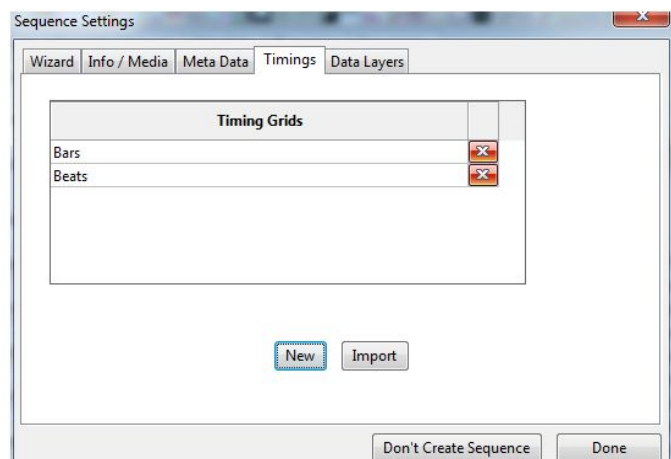 Sequence Settings
Wizard Info / Media Meta Data Timings Data Layers
Timing Grids
Bars
Beats
New Import
Don't Create Sequence Done